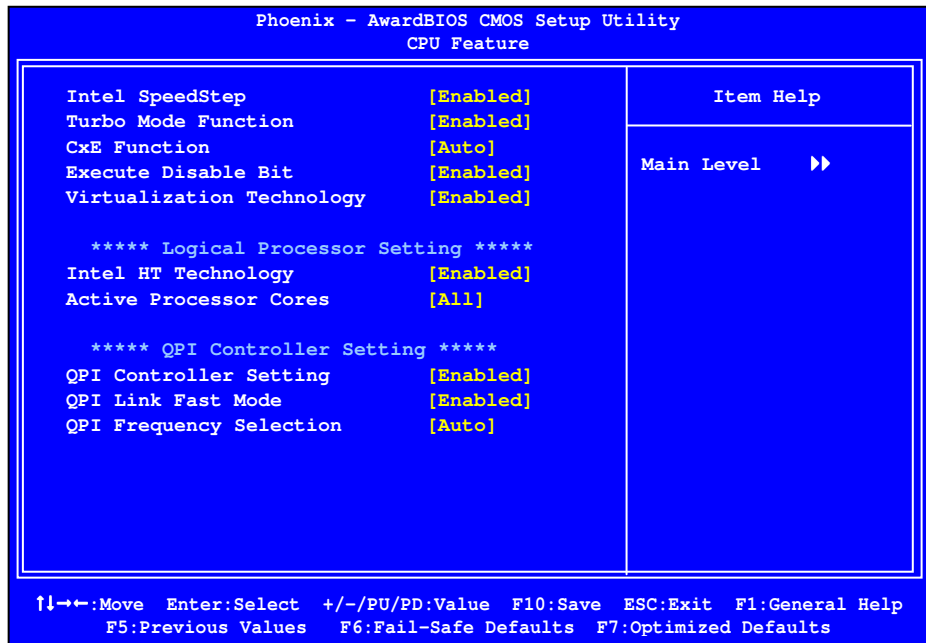 Phoenix - AwardBIOS CMOS Setup Utility
CPU Feature
Intel SpeedStep [Enabled]
Turbo Mode Function [Enabled]
CxE Function [Auto]
Execute Disable Bit [Enabled]
Virtualization Technology [Enabled]
***** Logical Processor Setting *****
Intel HT Technology [Enabled]
Active Processor Cores [All]
***** QPI Controller Setting *****
QPI Controller Setting [Enabled]
QPI Link Fast Mode [Enabled]
QPI Frequency Selection [Auto]
Item Help
Main Level
↑↓→←:Move Enter:Select +/-/PU/PD:Value F10:Save ESC:Exit F1:General Help
F5:Previous Values F6:Fail-Safe Defaults F7:Optimized Defaults